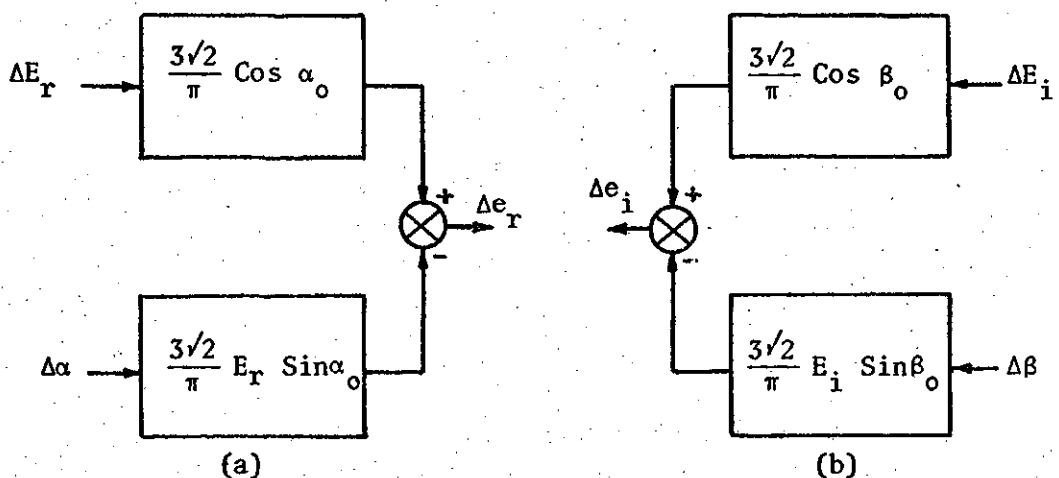 ΔE_r
3√2/π Cos α_o
+
Δe_r
-
Δα
3√2/π E_r Sinα_o
(a)
3√2/π Cos β_o
ΔE_i
Δe_i
+
-
3√2/π E_i Sinβ_o
Δβ
(b)